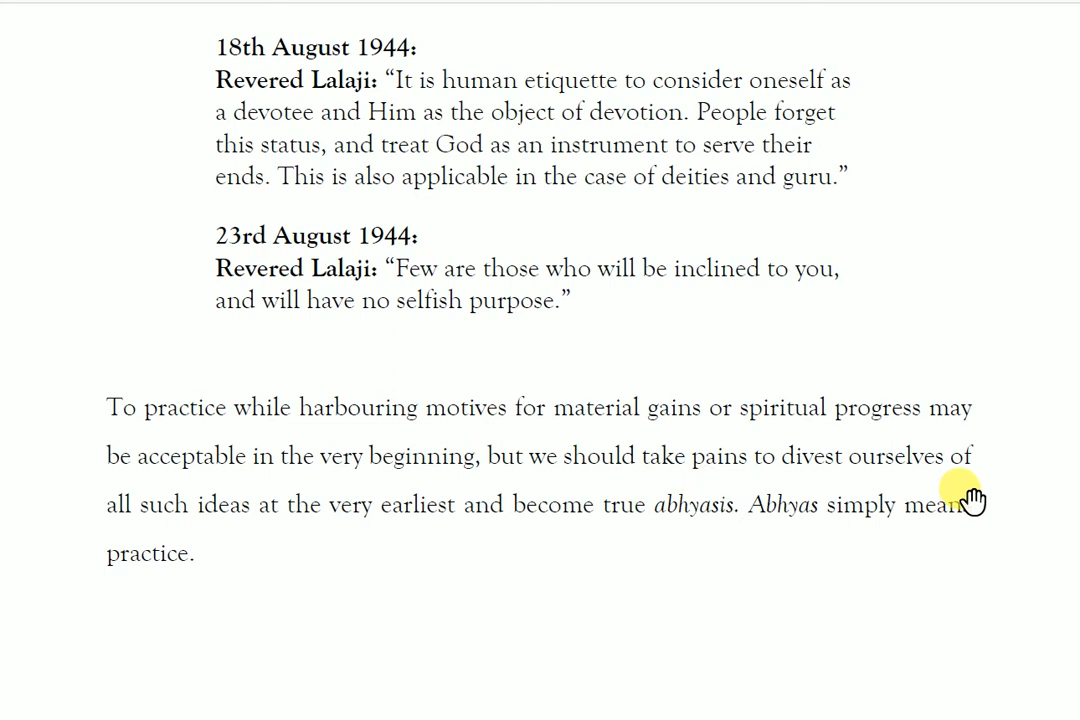 18th August 1944:
Revered Lalaji: “It is human etiquette to consider oneself as
a devotee and Him as the object of devotion. People forget
this status, and treat God as an instrument to serve their
ends. This is also applicable in the case of deities and guru.”
23rd August 1944:
Revered Lalaji: “Few are those who will be inclined to you,
and will have no selfish purpose.”
To practice while harbouring motives for material gains or spiritual progress may
be acceptable in the very beginning, but we should take pains to divest ourselves of
all such ideas at the very earliest and become true abhyasis. Abhyas simply means
practice.